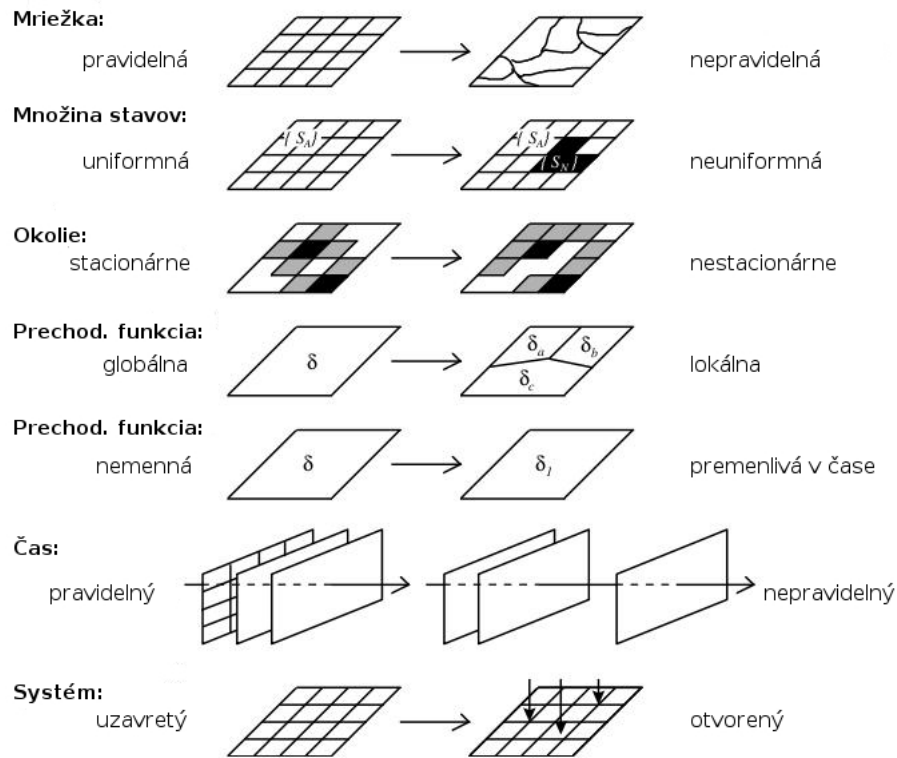 Mriežka:
pravidelná
nepravidelná
Množina stavov:
uniformná
{ S_A}
{ S_A}
{ S_N}
neuniformná
Okolie:
stacionárne
nestacionárne
Prechod. funkcia:
globálna
δ
δ_a
δ_b
δ_c
lokálna
Prechod. funkcia:
nemenná
δ
δ_1
premenlivá v čase
Čas:
pravidelný
nepravidelný
Systém:
uzavretý
otvorený